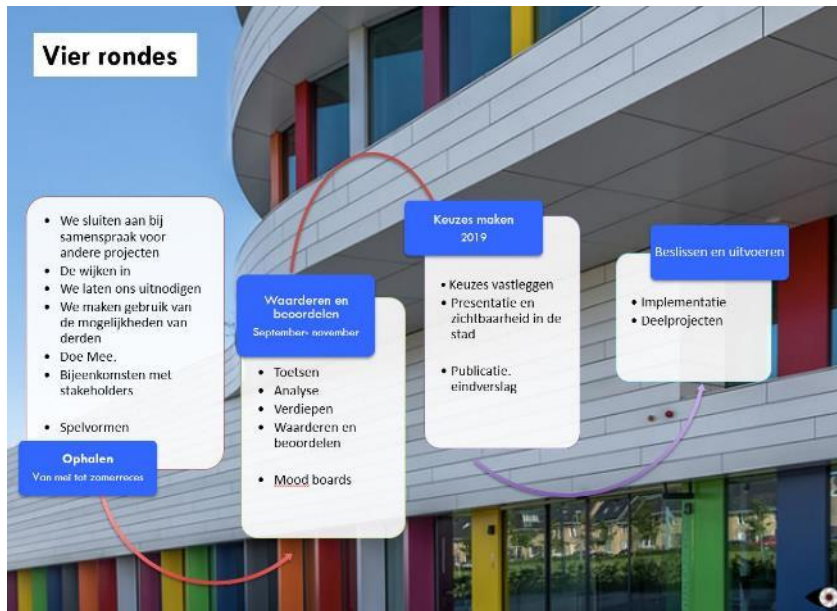 Vier rondes
• We sluiten aan bij
samenspraak voor
andere projecten
• De wijken in
• We laten ons uitnodigen
• We maken gebruik van
de mogelijkheden van
derden
• Doe Mee.
• Bijeenkomsten met
stakeholders
• Spelvormen
Ophalen
Van mei tot zomerreces
Waarderen en
beoordelen
September- november
• Toetsen
• Analyse
• Verdiepen
• Waarderen en
beoordelen
• Mood boards
Keuzes maken
2019
• Keuzes vastleggen
• Presentatie en
zichtbaarheid in de
stad
• Publicatie.
eindverslag
Beslissen en uitvoeren
• Implementatie
• Deelprojecten